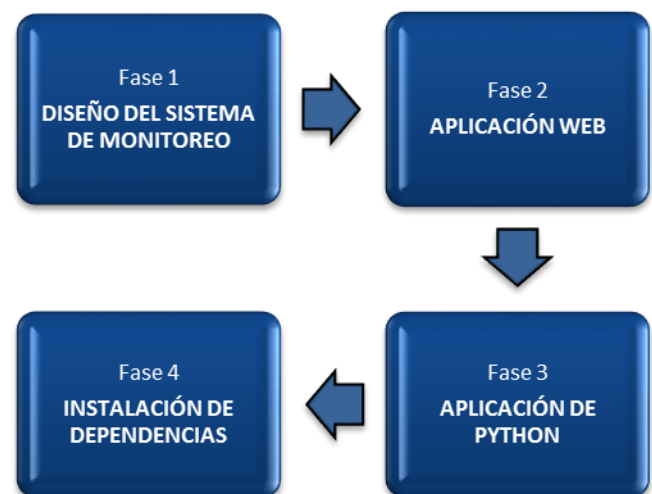 Fase 1
DISEÑO DEL SISTEMA
DE MONITOREO
Fase 2
APLICACIÓN WEB
Fase 3
APLICACIÓN DE
PYTHON
Fase 4
INSTALACIÓN DE
DEPENDENCIAS